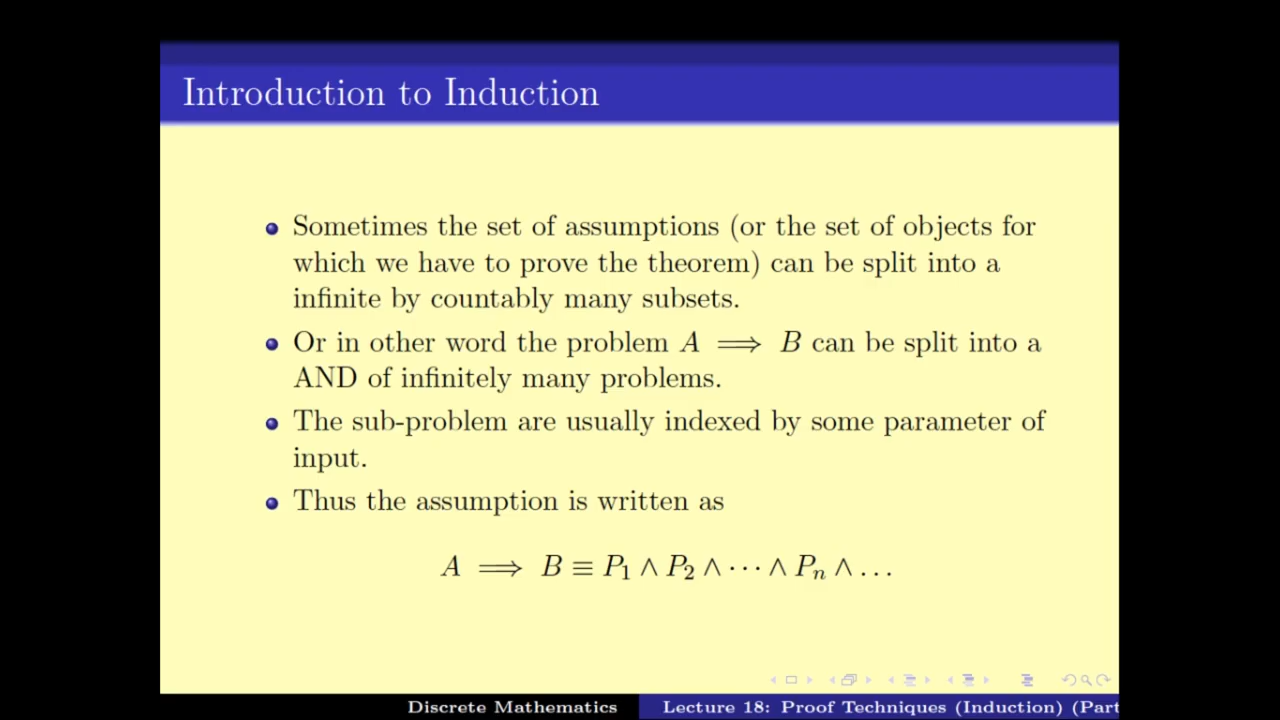 Introduction to Induction
Sometimes the set of assumptions (or the set of objects for
which we have to prove the theorem) can be split into a
infinite by countably many subsets.
Or in other word the problem A ⟹ B can be split into a
AND of infinitely many problems.
The sub-problem are usually indexed by some parameter of
input.
Thus the assumption is written as
A ⟹ B ≡ P₁ ∧ P₂ ∧ ⋯ ∧ Pₙ ∧ …
Discrete Mathematics
Lecture 18: Proof Techniques (Induction) (Part